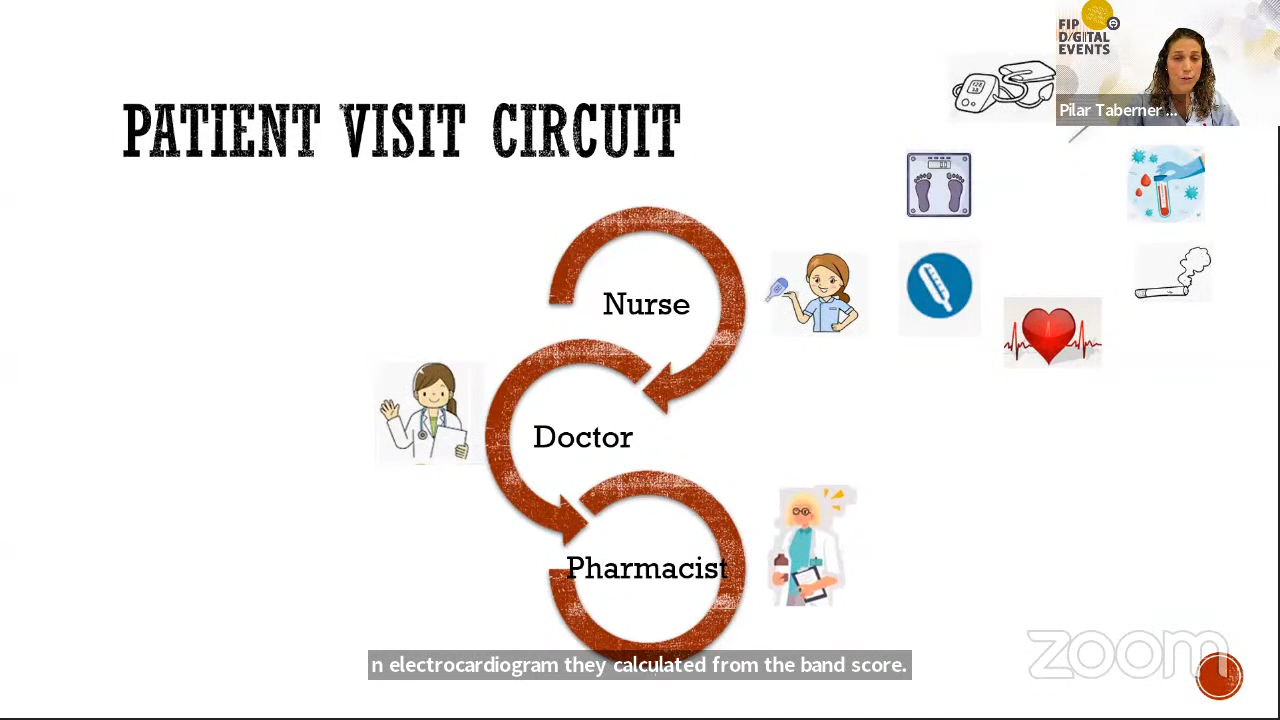 FIP
DIGITAL
EVENTS
Pilar Taberner ...
PATIENT VISIT CIRCUIT
Nurse
Doctor
Pharmacist
n electrocardiogram they calculated from the band score.
zoom